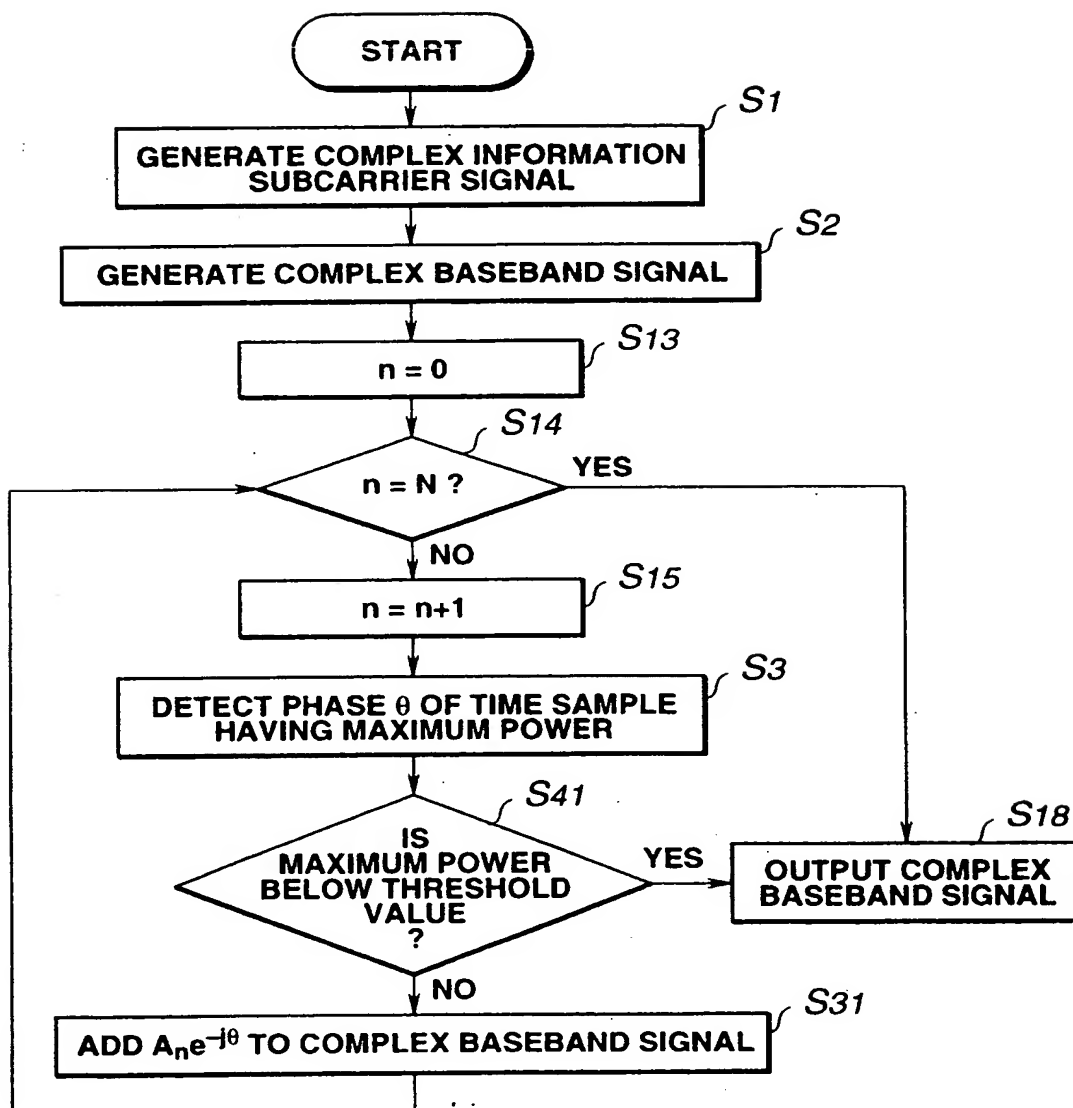 START
S1
GENERATE COMPLEX INFORMATION
SUBCARRIER SIGNAL
S2
GENERATE COMPLEX BASEBAND SIGNAL
S13
n = 0
S14
n = N ?
YES
NO
S15
n = n+1
S3
DETECT PHASE θ OF TIME SAMPLE
HAVING MAXIMUM POWER
S41
IS
MAXIMUM POWER
BELOW THRESHOLD
VALUE
?
YES
S18
OUTPUT COMPLEX
BASEBAND SIGNAL
NO
S31
ADD Aₙe⁻ʲᶿ TO COMPLEX BASEBAND SIGNAL